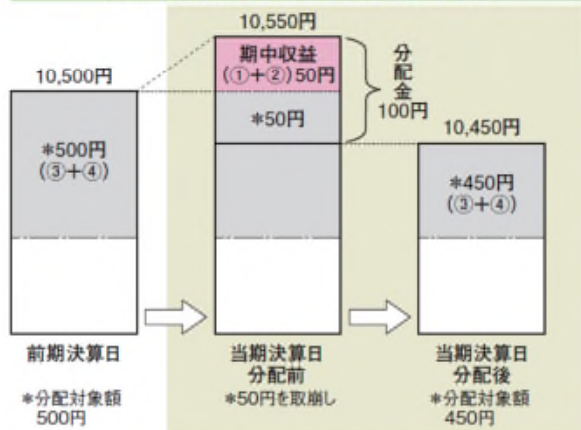 10,550円
10,500円
期中収益
(①+②)50円
*50円
分配金
100円
10,450円
*500円
(③+④)
*450円
(③+④)
前期決算日
当期決算日
分配前
当期決算日
分配後
*分配対象額
500円
*50円を取崩し
*分配対象額
450円